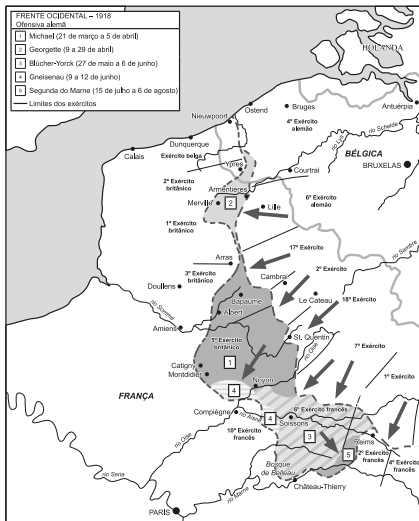 FRENTE OCIDENTAL – 1918
Ofensiva alemã
1 Michael (21 de março a 5 de abril)
2 Georgette (9 a 29 de abril)
3 Blücher-Yorck (27 de maio a 6 de junho)
4 Gneisenau (9 a 12 de junho)
5 Segunda do Marne (15 de julho a 6 de agosto)
Limites dos exércitos
HOLANDA
Ostend
Bruges
Antuérpia
Nieuwpoort
4º Exército
alemão
rio Schelde
Dunquerque
Calais
Exército belga
rio Lys
Ypres
Courtrai
BÉLGICA
BRUXELAS
2º Exército
britânico
Armentières
Merville
2
Lille
6º Exército
alemão
1º Exército
britânico
17º Exército
rio Sambre
Arras
3º Exército
britânico
2º Exército
Cambrai
Doullens
Bapaume
Le Cateau
18º Exército
rio Somme
Albert
Amiens
5º Exército
britânico
St. Quentin
rio Oise
7º Exército
1
Catigny
Montdidier
1º Exército
Noyon
4
FRANÇA
Compiègne
rio Aisne
4
6º Exército francês
Soissons
10º Exército
francês
Reims
3
rio Oise
5
2º Exército
francês
4º Exército
francês
rio Sena
Bosque
de Belleau
Château-Thierry
rio Marne
PARIS